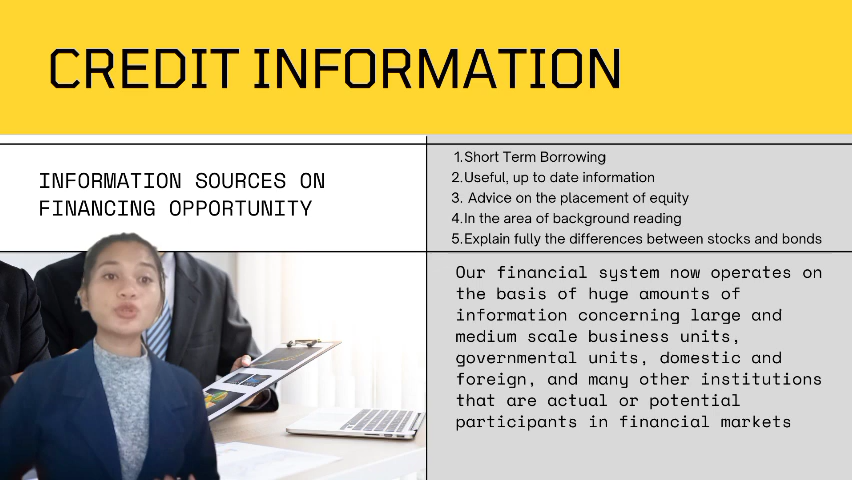 CREDIT INFORMATION
INFORMATION SOURCES ON
FINANCING OPPORTUNITY
1.Short Term Borrowing
2.Useful, up to date information
3. Advice on the placement of equity
4.In the area of background reading
5.Explain fully the differences between stocks and bonds
Our financial system now operates on
the basis of huge amounts of
information concerning large and
medium scale business units,
governmental units, domestic and
foreign, and many other institutions
that are actual or potential
participants in financial markets